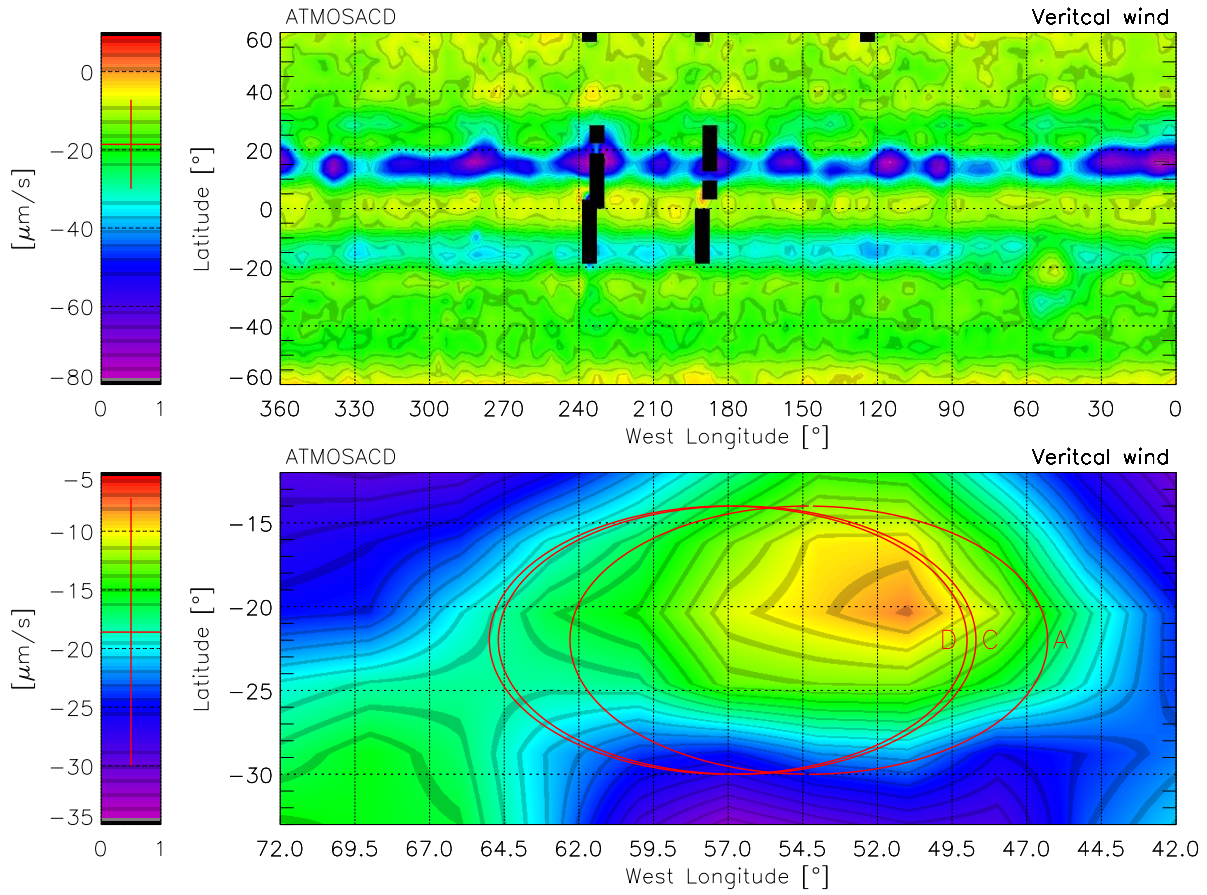 ATMOSACD
Veritcal wind
[μm/s]
0
−20
−40
−60
−80
0 1
Latitude [°]
60
40
20
0
−20
−40
−60
360 330 300 270 240 210 180 150 120 90 60 30 0
West Longitude [°]
ATMOSACD
Veritcal wind
[μm/s]
−5
−10
−15
−20
−25
−30
−35
0 1
Latitude [°]
−15
−20
−25
−30
D C A
72.0 69.5 67.0 64.5 62.0 59.5 57.0 54.5 52.0 49.5 47.0 44.5 42.0
West Longitude [°]